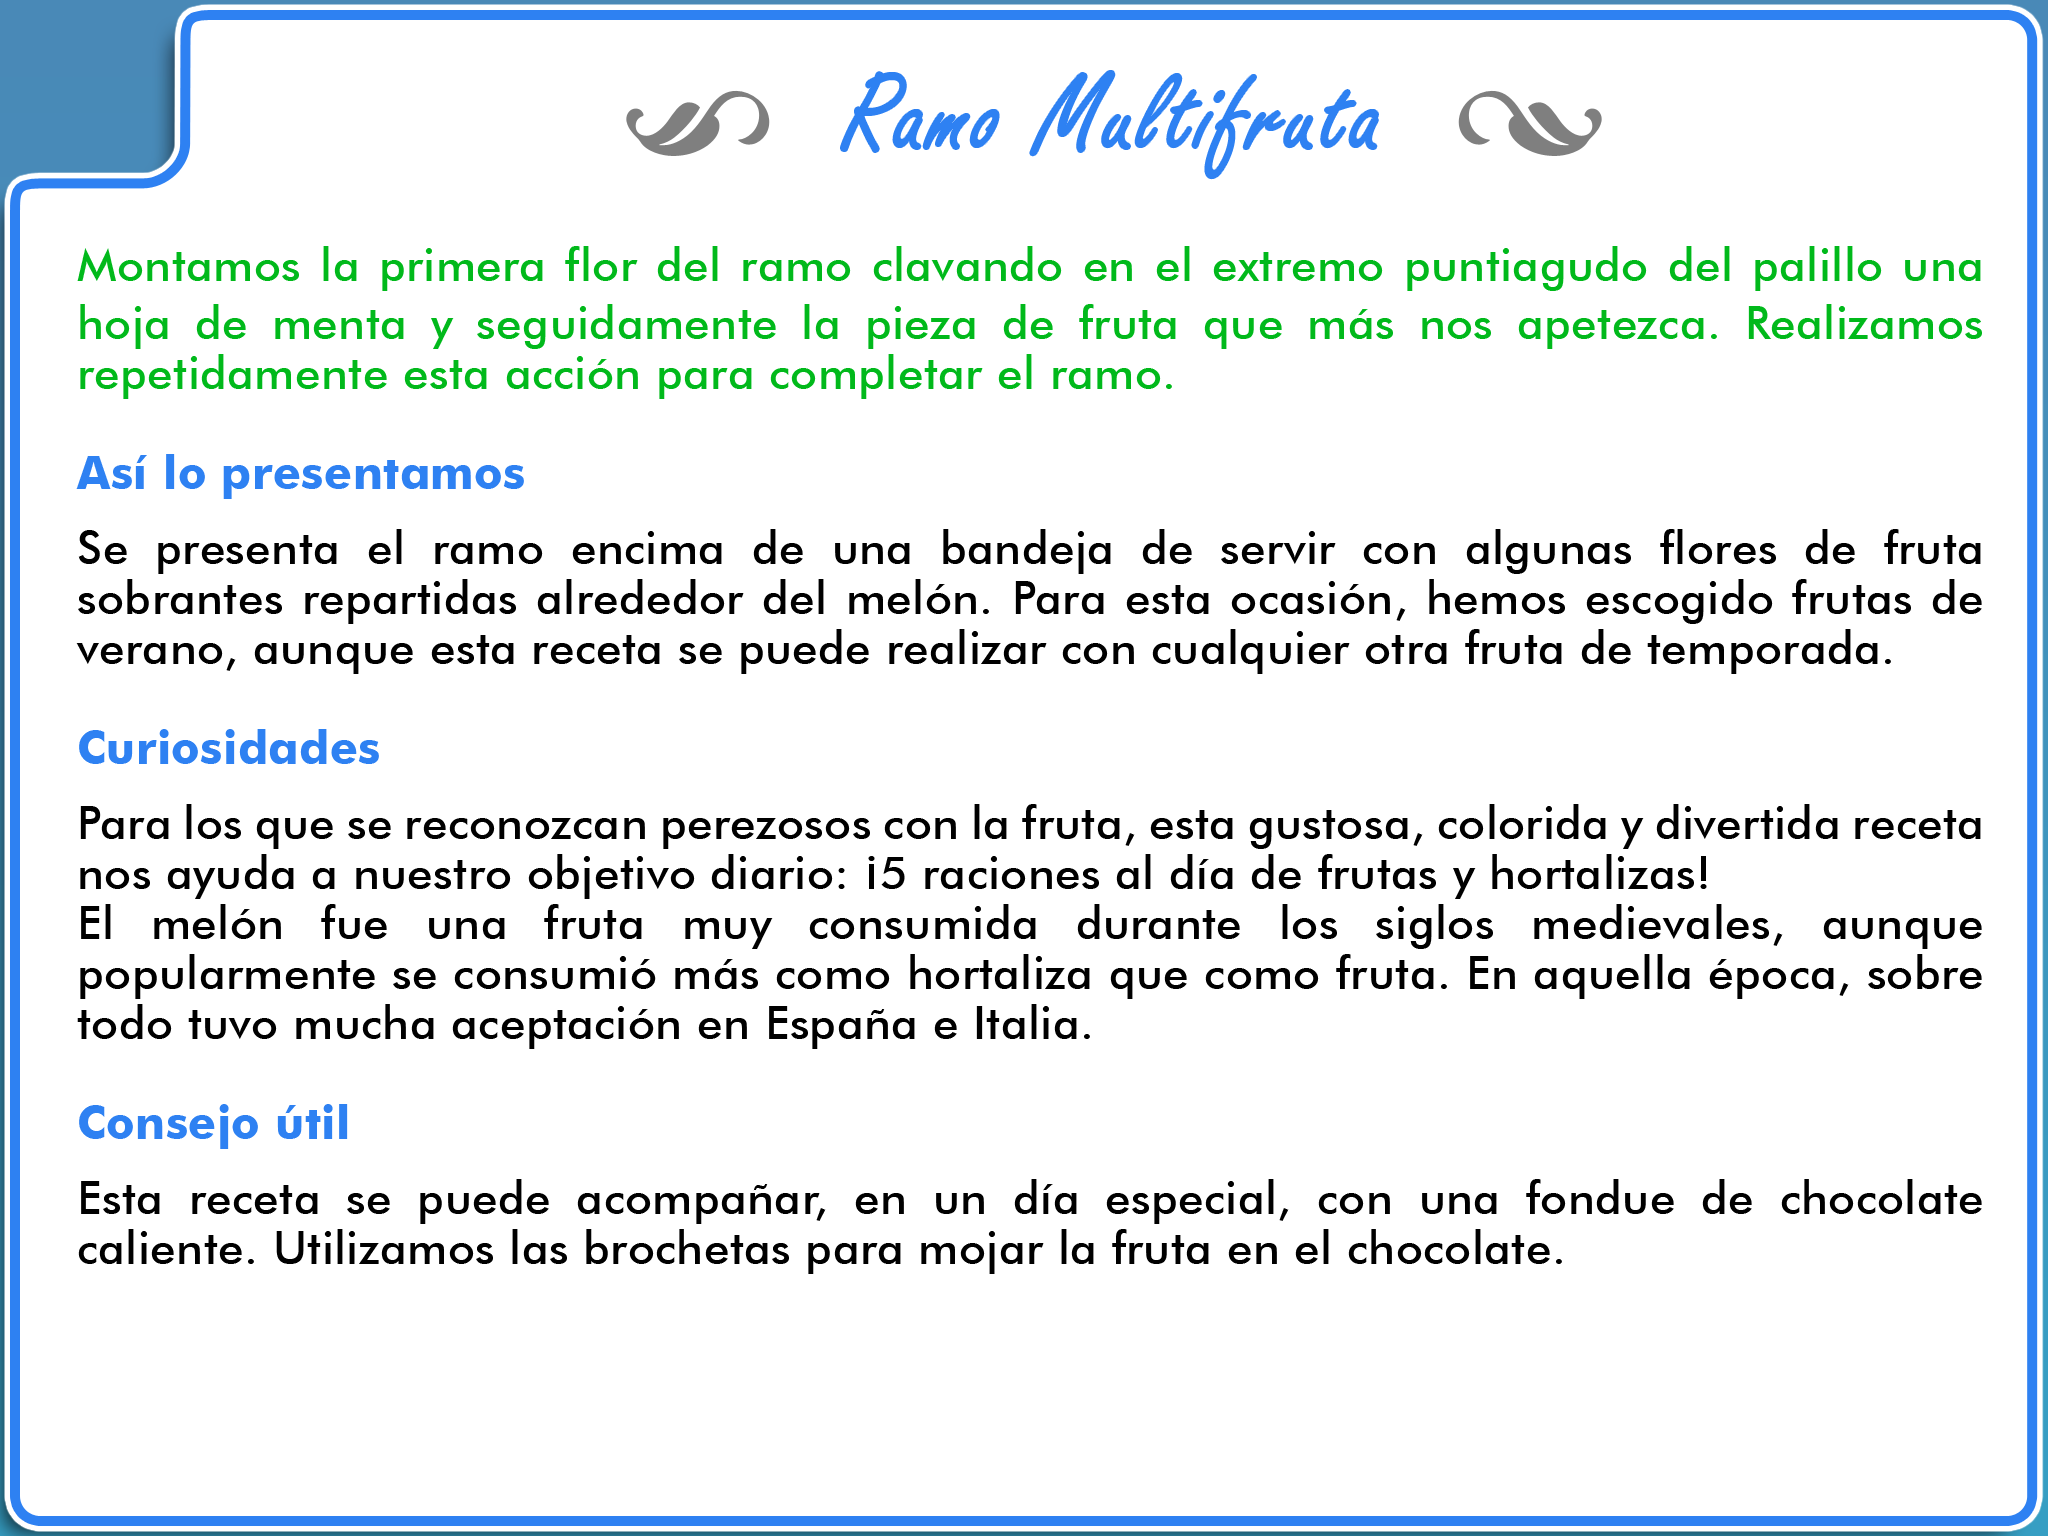 Ramo Multifruta
Montamos la primera flor del ramo clavando en el extremo puntiagudo del palillo una
hoja de menta y seguidamente la pieza de fruta que más nos apetezca. Realizamos
repetidamente esta acción para completar el ramo.
Así lo presentamos
Se presenta el ramo encima de una bandeja de servir con algunas flores de fruta
sobrantes repartidas alrededor del melón. Para esta ocasión, hemos escogido frutas de
verano, aunque esta receta se puede realizar con cualquier otra fruta de temporada.
Curiosidades
Para los que se reconozcan perezosos con la fruta, esta gustosa, colorida y divertida receta
nos ayuda a nuestro objetivo diario: ¡5 raciones al día de frutas y hortalizas!
El melón fue una fruta muy consumida durante los siglos medievales, aunque
popularmente se consumió más como hortaliza que como fruta. En aquella época, sobre
todo tuvo mucha aceptación en España e Italia.
Consejo útil
Esta receta se puede acompañar, en un día especial, con una fondue de chocolate
caliente. Utilizamos las brochetas para mojar la fruta en el chocolate.